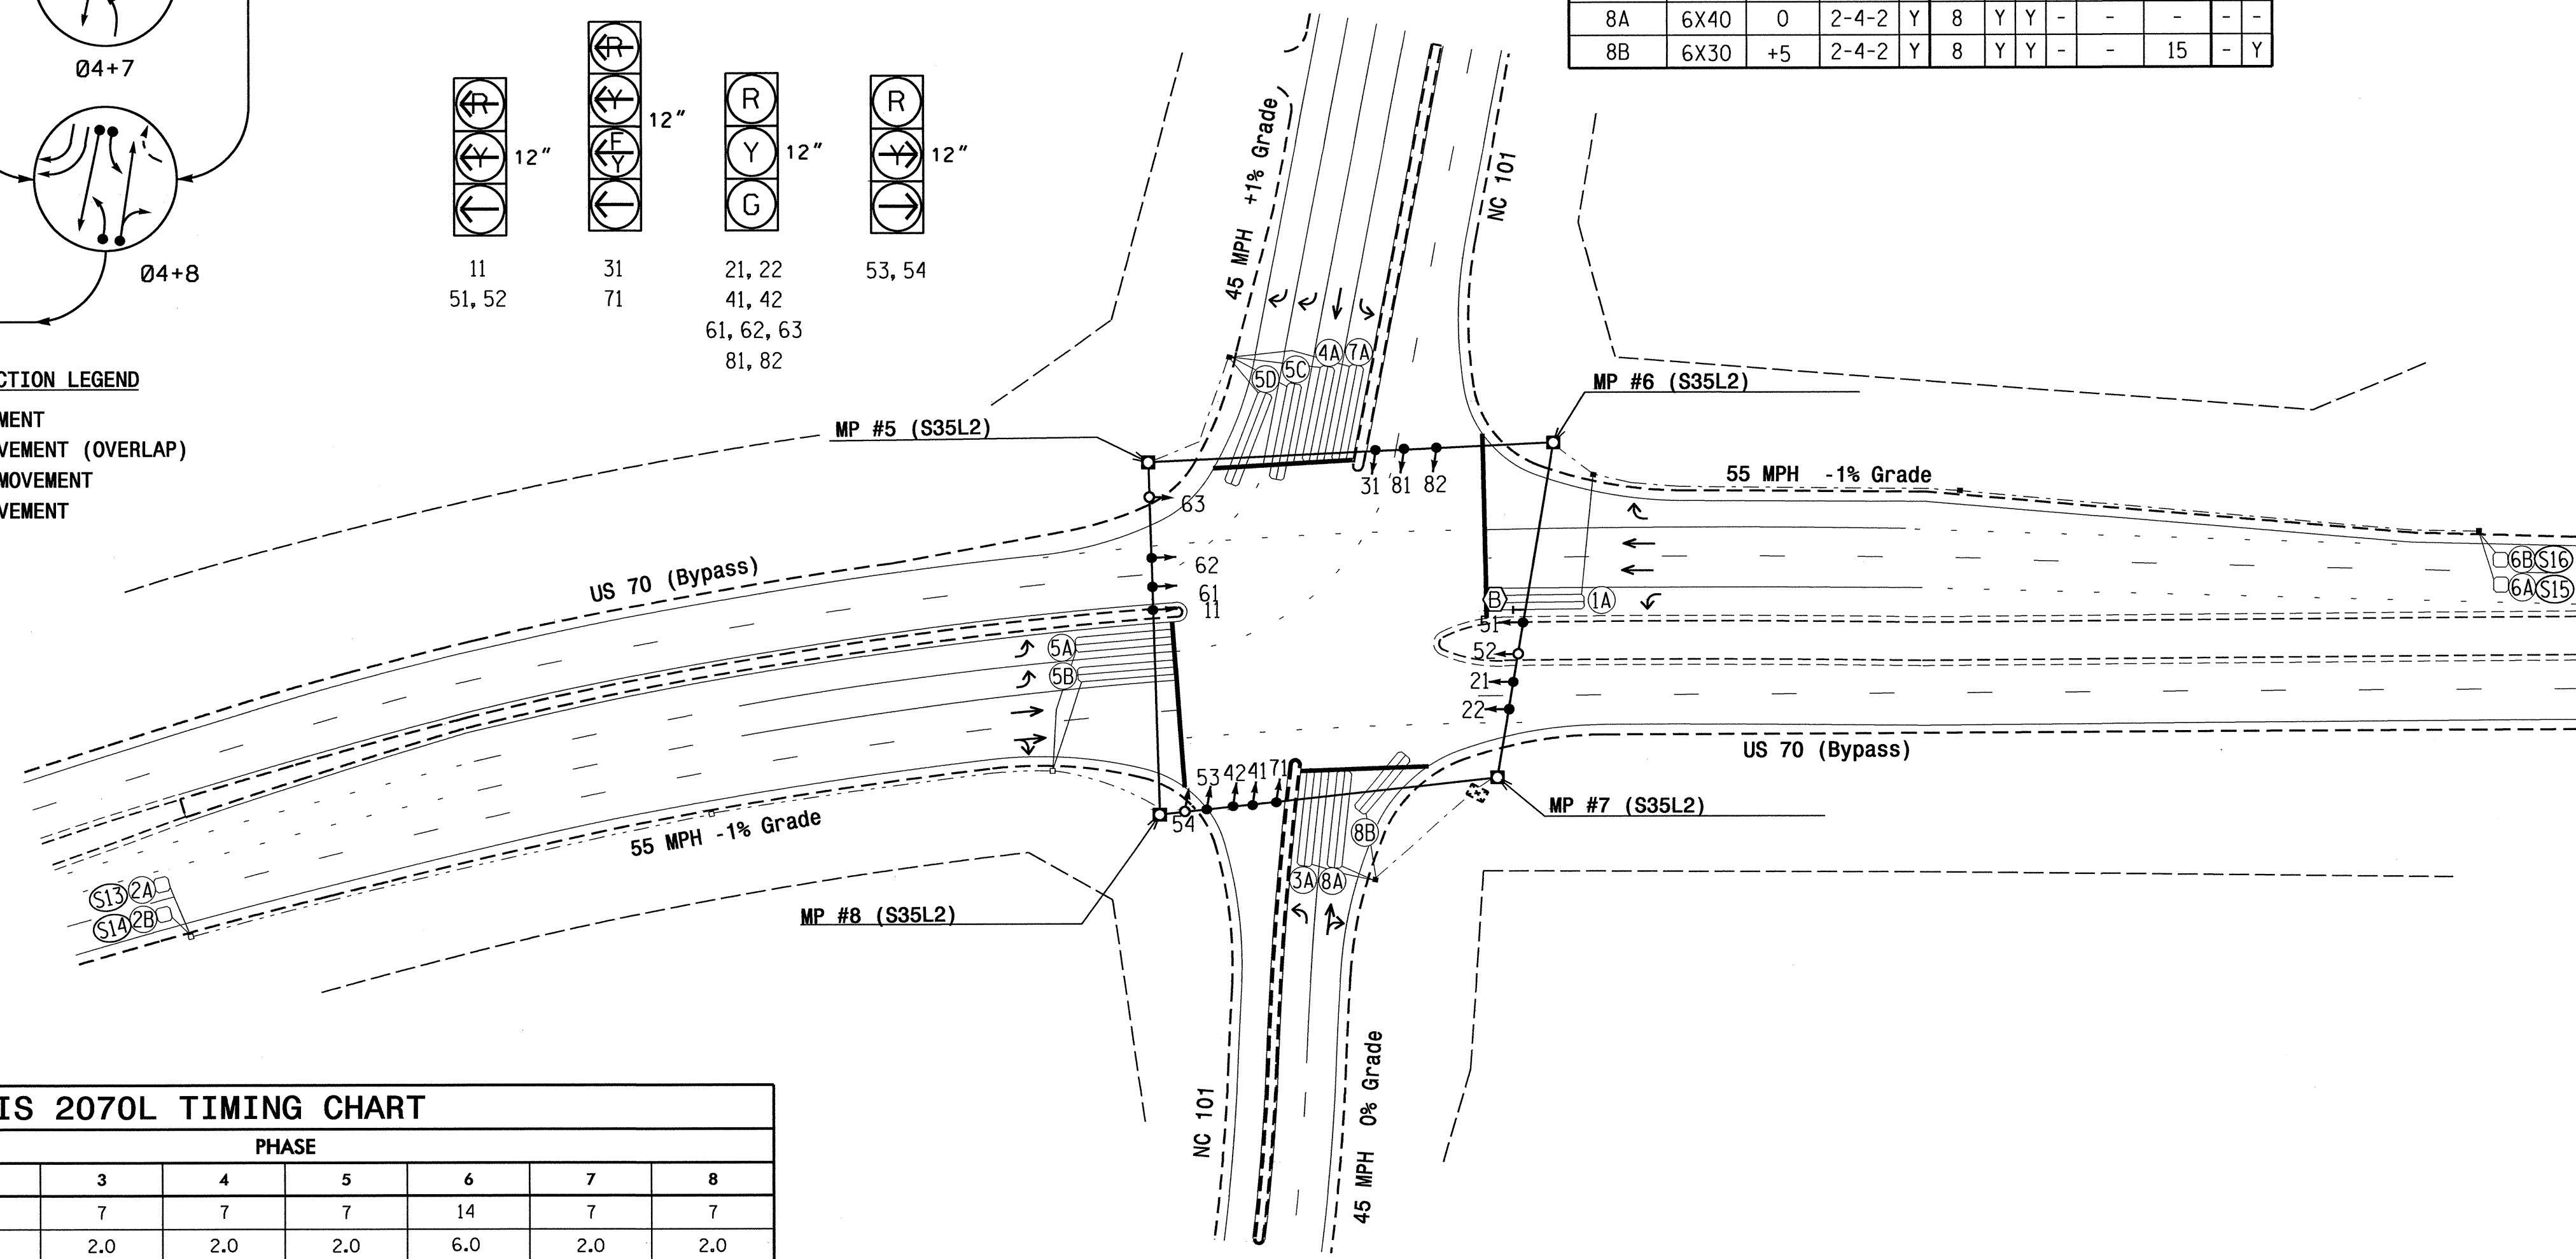 8A 6X40 0 2-4-2 Y 8 Y Y - - - - -
8B 6X30 +5 2-4-2 Y 8 Y Y - - 15 - Y
Ø4+7
Ø4+8
R
Y
12"
11
51, 52
R
Y
F
Y
12"
31
71
R
Y
G
12"
21, 22
41, 42
61, 62, 63
81, 82
R
Y
12"
53, 54
CTION LEGEND
MENT
VEMENT (OVERLAP)
MOVEMENT
VEMENT
45 MPH +1% Grade
NC 101
5D
5C
4A
7A
MP #5 (S35L2)
MP #6 (S35L2)
31
81
82
63
62
61
11
55 MPH -1% Grade
US 70 (Bypass)
6B S16
6A S15
B
1A
51
52
21
22
5A
5B
US 70 (Bypass)
53
42
41
71
54
MP #7 (S35L2)
55 MPH -1% Grade
8B
3A
8A
S13 2A
S14 2B
MP #8 (S35L2)
NC 101
45 MPH 0% Grade
IS 2070L TIMING CHART
PHASE
3 4 5 6 7 8
7 7 7 14 7 7
2.0 2.0 2.0 6.0 2.0 2.0